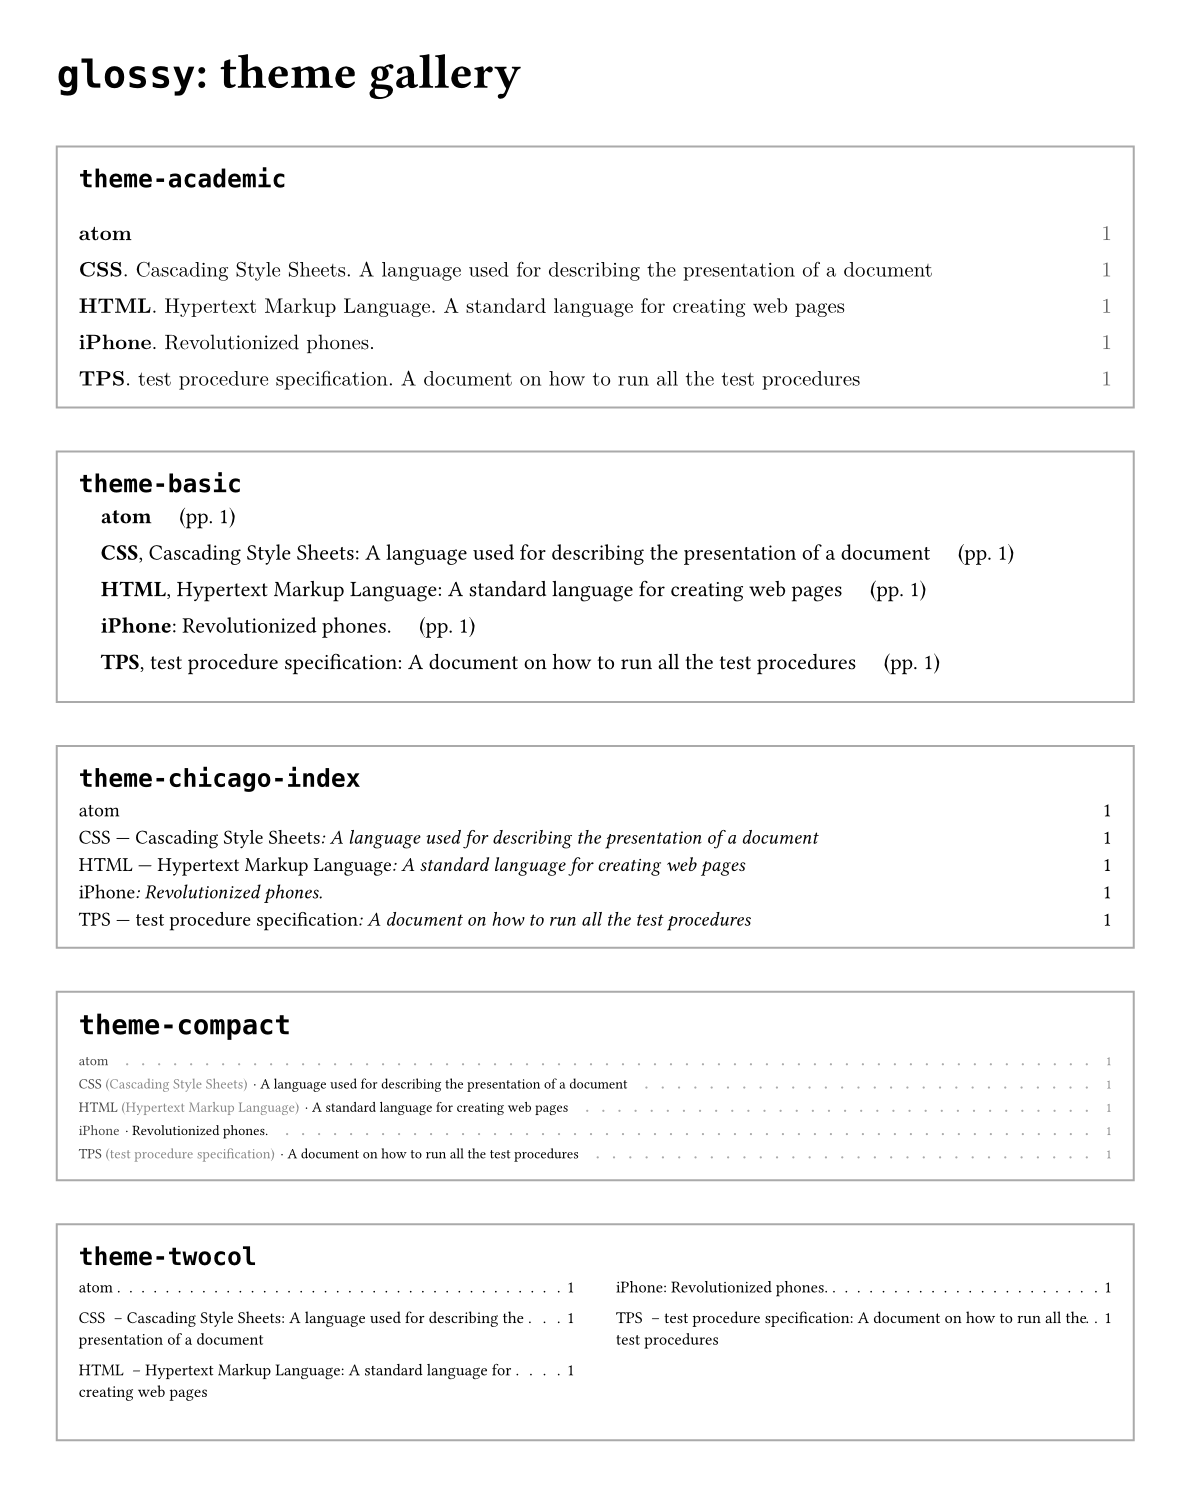 glossy: theme gallery
theme-academic
atom 1
CSS. Cascading Style Sheets. A language used for describing the presentation of a document 1
HTML. Hypertext Markup Language. A standard language for creating web pages 1
iPhone. Revolutionized phones. 1
TPS. test procedure specification. A document on how to run all the test procedures 1
theme-basic
atom (pp. 1)
CSS, Cascading Style Sheets: A language used for describing the presentation of a document (pp. 1)
HTML, Hypertext Markup Language: A standard language for creating web pages (pp. 1)
iPhone: Revolutionized phones. (pp. 1)
TPS, test procedure specification: A document on how to run all the test procedures (pp. 1)
theme-chicago-index
atom 1
CSS — Cascading Style Sheets: A language used for describing the presentation of a document 1
HTML — Hypertext Markup Language: A standard language for creating web pages 1
iPhone: Revolutionized phones. 1
TPS — test procedure specification: A document on how to run all the test procedures 1
theme-compact
atom . . . . . . . . . . . . . . . . . . . . 1
CSS (Cascading Style Sheets) · A language used for describing the presentation of a document . . . . . . . . . . 1
HTML (Hypertext Markup Language) · A standard language for creating web pages . . . . . . . . . . 1
iPhone · Revolutionized phones. . . . . . . . . . . . . . . . . 1
TPS (test procedure specification) · A document on how to run all the test procedures . . . . . . . . . . 1
theme-twocol
atom . . . . . . . . . . . . . . . . . . . . 1
CSS – Cascading Style Sheets: A language used for describing the . . . 1
presentation of a document
HTML – Hypertext Markup Language: A standard language for . . . . 1
creating web pages
iPhone: Revolutionized phones. . . . . . . . . . . . . . . . . 1
TPS – test procedure specification: A document on how to run all the. . 1
test procedures